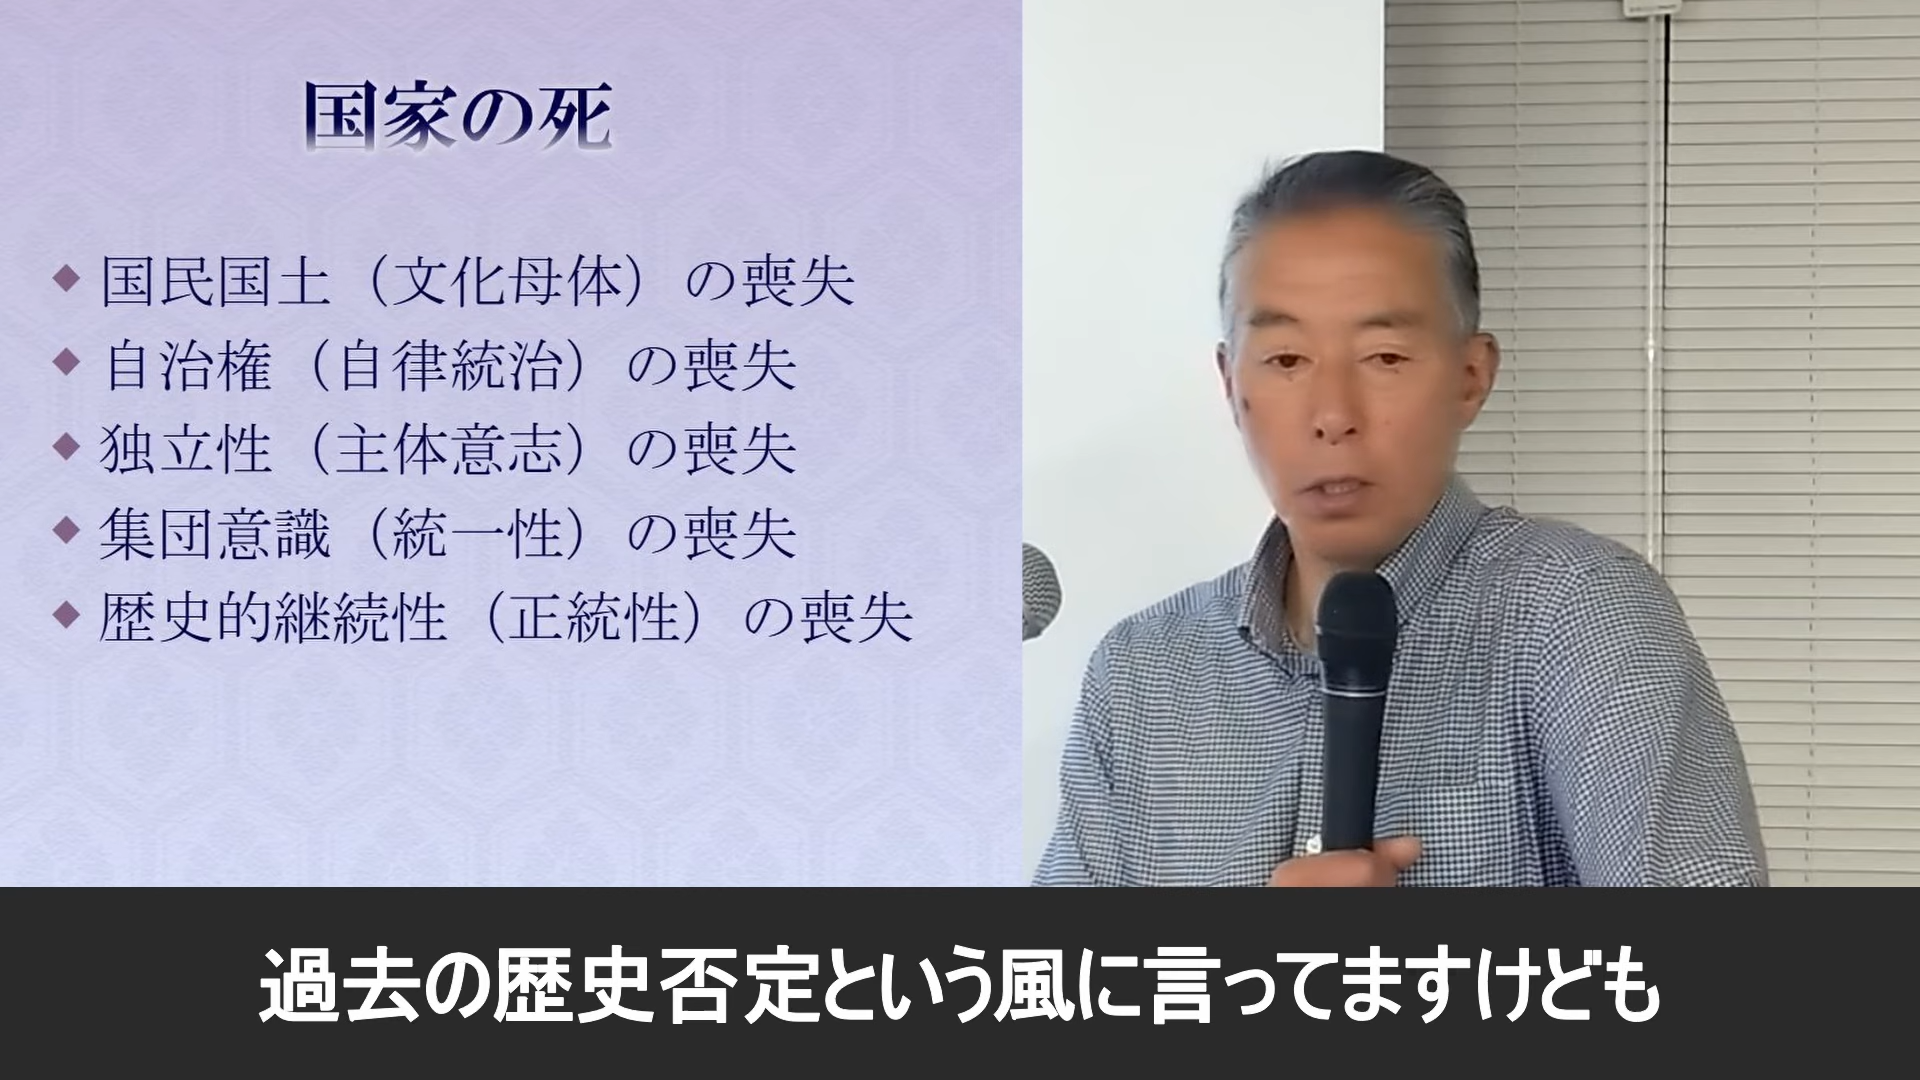 国家の死
国民国土（文化母体）の喪失
自治権（自律統治）の喪失
独立性（主体意志）の喪失
集団意識（統一性）の喪失
歴史的継続性（正統性）の喪失
過去の歴史否定という風に言ってますけども